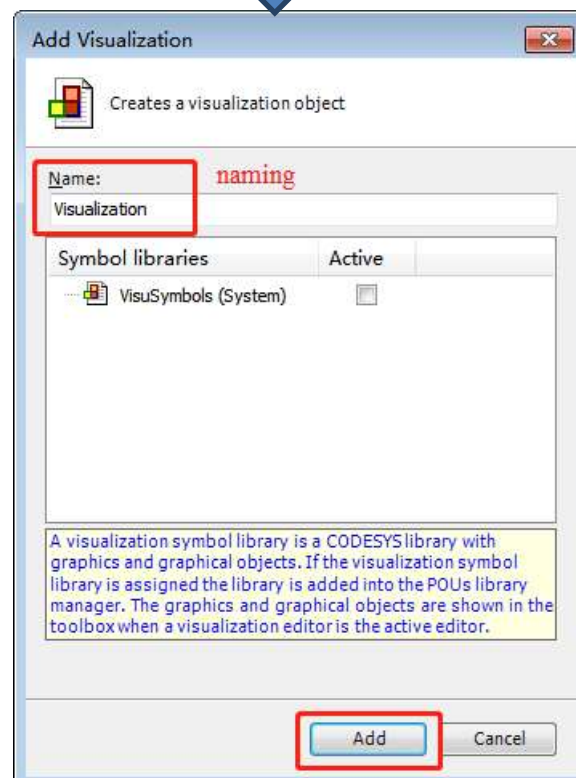 Add Visualization
Creates a visualization object
Name:
naming
Visualization
Symbol libraries Active
VisuSymbols (System)
A visualization symbol library is a CODESYS library with
graphics and graphical objects. If the visualization symbol
library is assigned the library is added into the POUs library
manager. The graphics and graphical objects are shown in the
toolbox when a visualization editor is the active editor.
Add Cancel